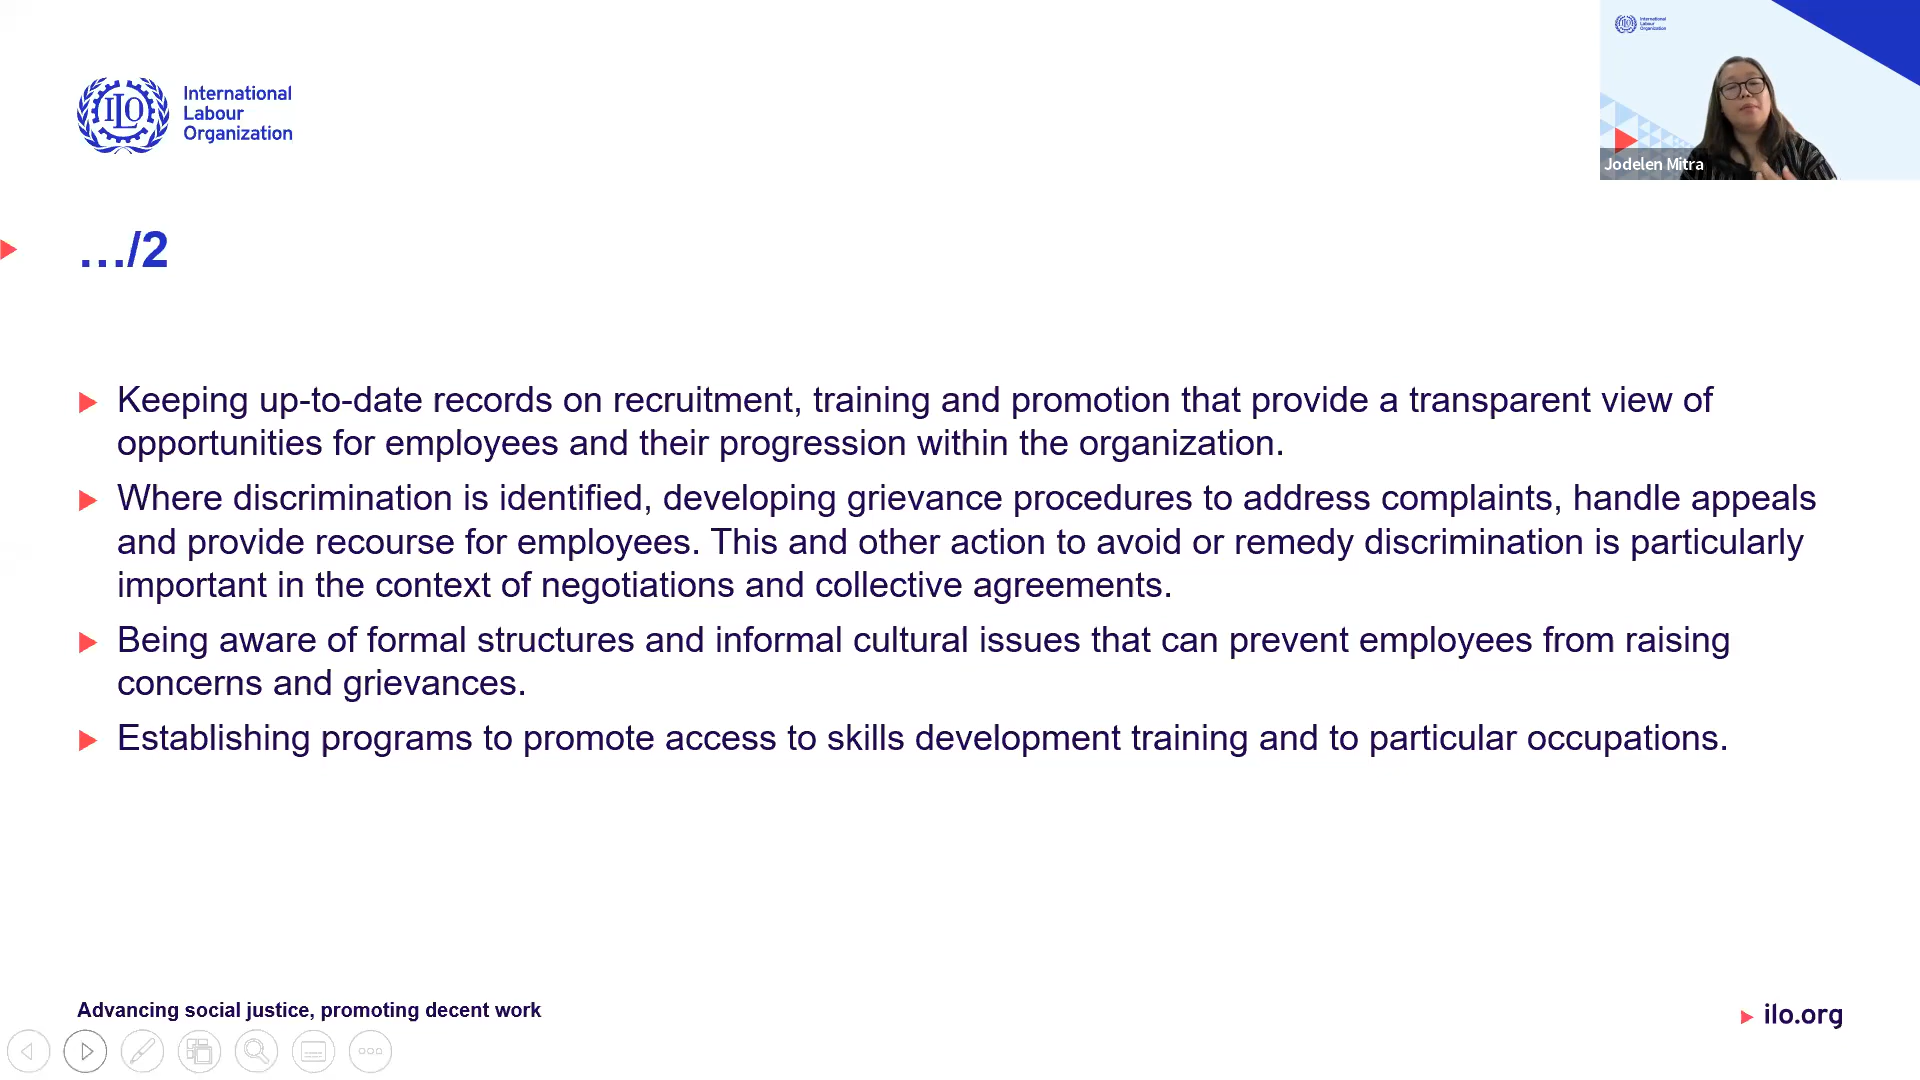 International
Labour
Organization
ILO
International
Labour
Organization
Jodelen Mitra
…/2
Keeping up-to-date records on recruitment, training and promotion that provide a transparent view of
opportunities for employees and their progression within the organization.
Where discrimination is identified, developing grievance procedures to address complaints, handle appeals
and provide recourse for employees. This and other action to avoid or remedy discrimination is particularly
important in the context of negotiations and collective agreements.
Being aware of formal structures and informal cultural issues that can prevent employees from raising
concerns and grievances.
Establishing programs to promote access to skills development training and to particular occupations.
Advancing social justice, promoting decent work
ilo.org